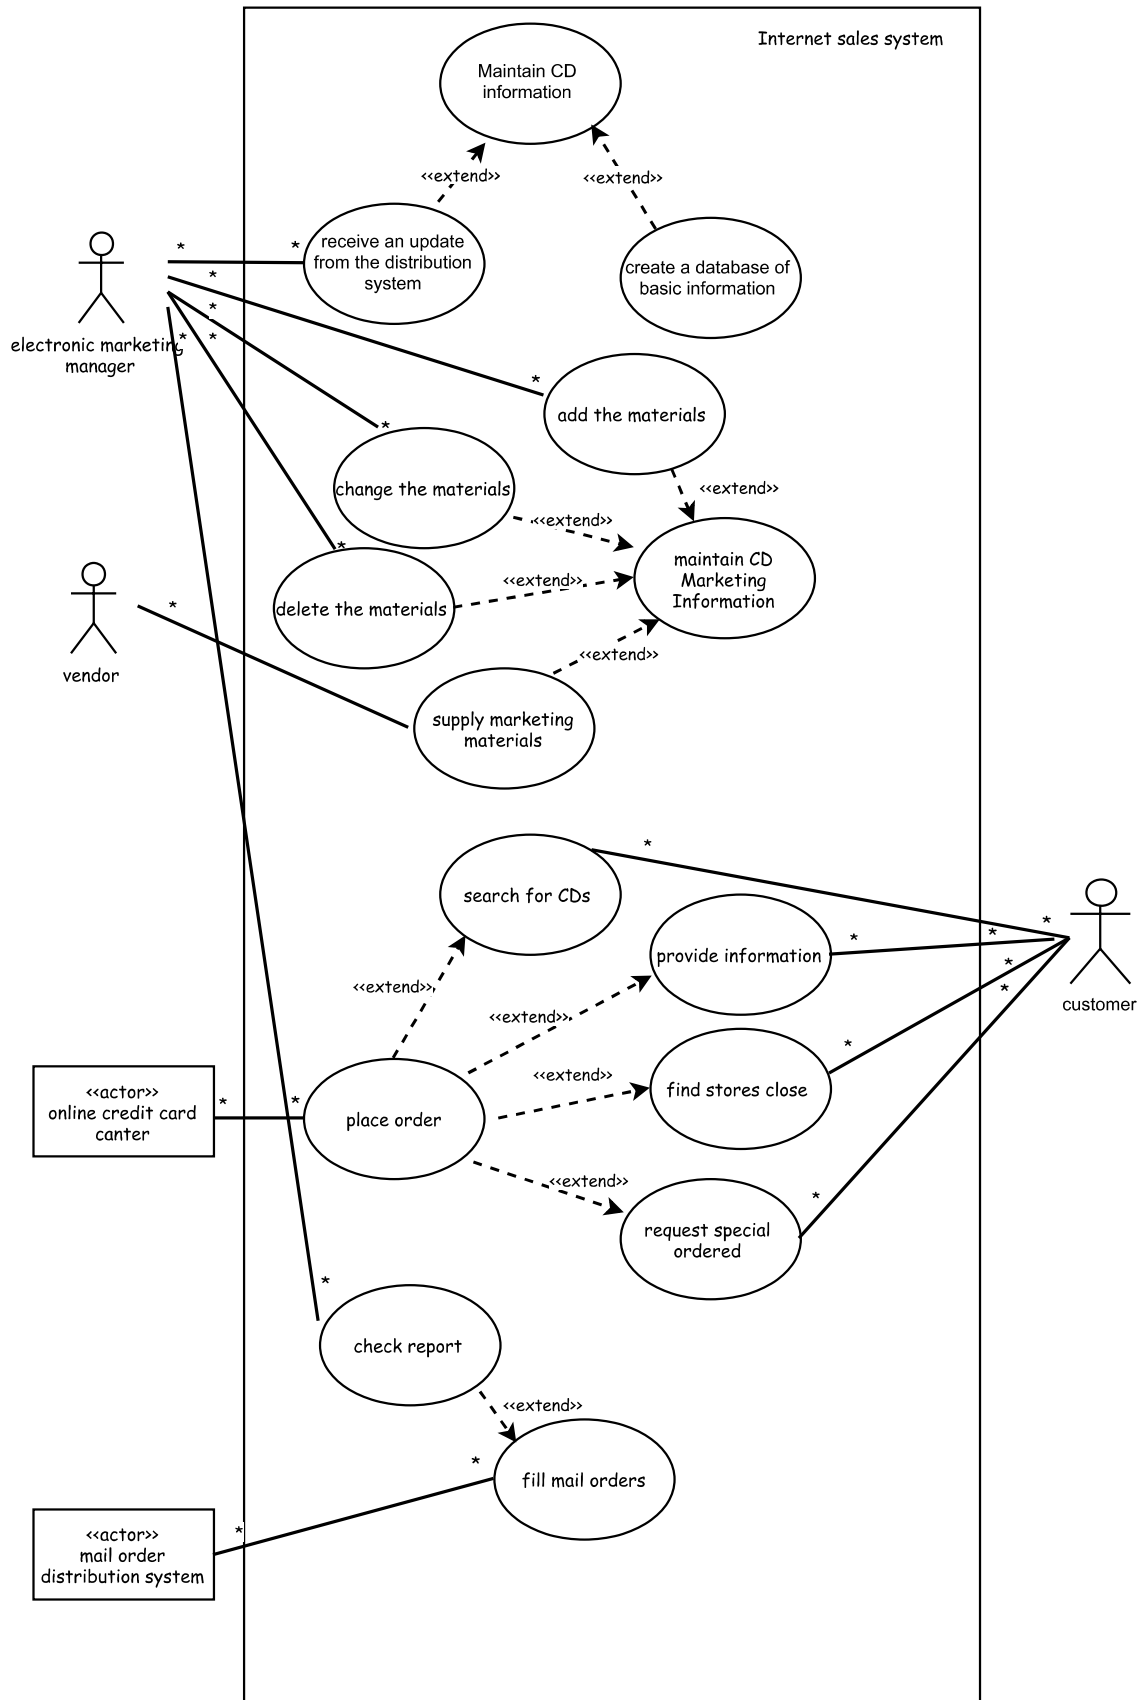 Internet sales system
Maintain CD
information
<<extend>>
<<extend>>
receive an update
from the distribution
system
create a database of
basic information
*
*
*
*
*
*
electronic marketing
manager
*
add the materials
*
change the materials
<<extend>>
<<extend>>
*
maintain CD
Marketing
Information
<<extend>>
delete the materials
vendor
*
<<extend>>
supply marketing
materials
*
search for CDs
*
*
*
provide information
*
*
<<extend>>
customer
<<extend>>
*
<<extend>>
find stores close
<<actor>>
online credit card
canter
*
*
place order
<<extend>>
*
request special
ordered
*
check report
<<extend>>
*
fill mail orders
*
<<actor>>
mail order
distribution system